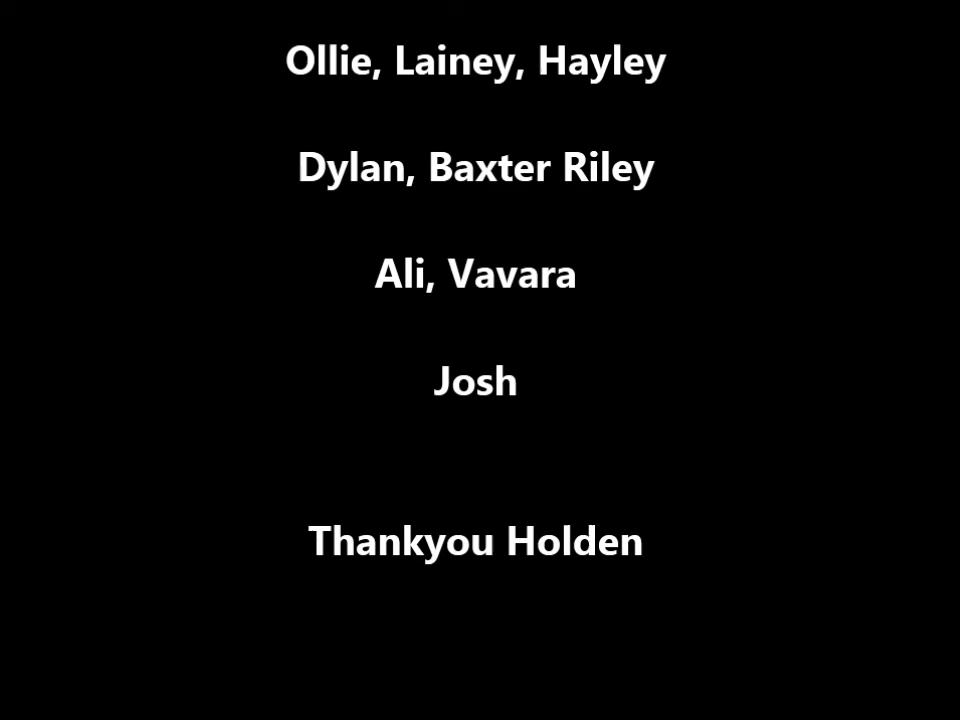 Ollie, Lainey, Hayley
Dylan, Baxter Riley
Ali, Vavara
Josh
Thankyou Holden